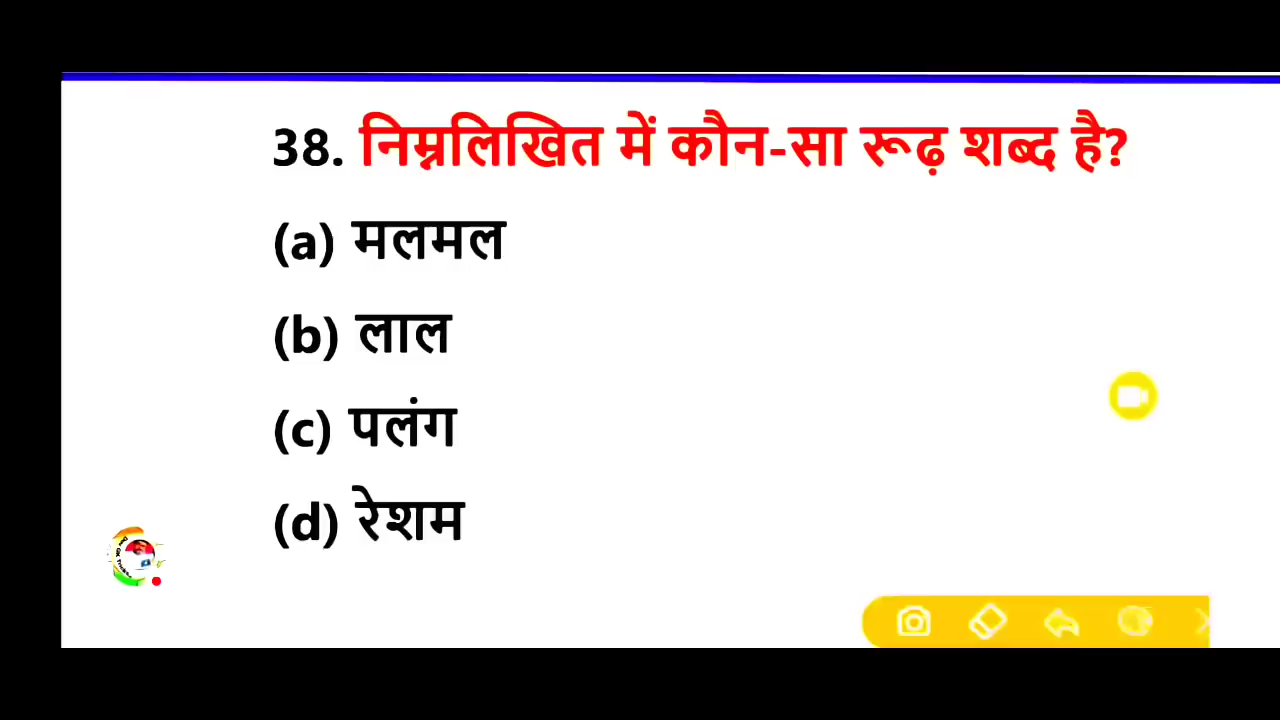 38. निम्नलिखित में कौन-सा रूढ़ शब्द है?
(a) मलमल
(b) लाल
(c) पलंग
(d) रेशम